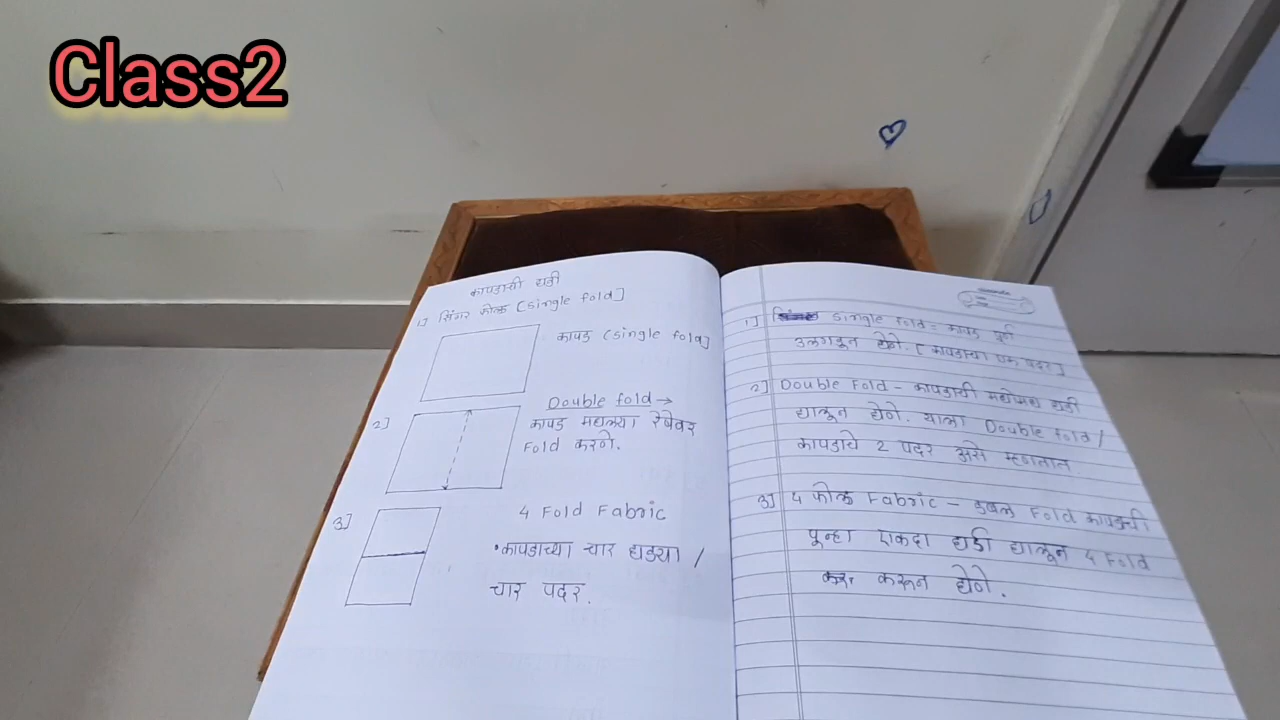 Class2
कापडाची घडी
1] सिंगल फोल्ड [single fold]
कापड [single fold]
Double fold →
2]
कापड मधल्या रेषेवर
Fold करणे.
3]
4 Fold Fabric
•कापडाच्या चार घड्या /
चार पदर.
1] single fold = कापड पूर्ण
उलगडून घेणे. [कापडाचा एक पदर]
2] Double Fold - कापडाची मधोमध घडी
घालून घेणे. याला Double fold /
कापडाचे 2 पदर असे म्हणतात
3] 4 फोल्ड Fabric - डबल Fold कापडची
पून्हा एकदा घडी घालून 4 Fold
करून घेणे.